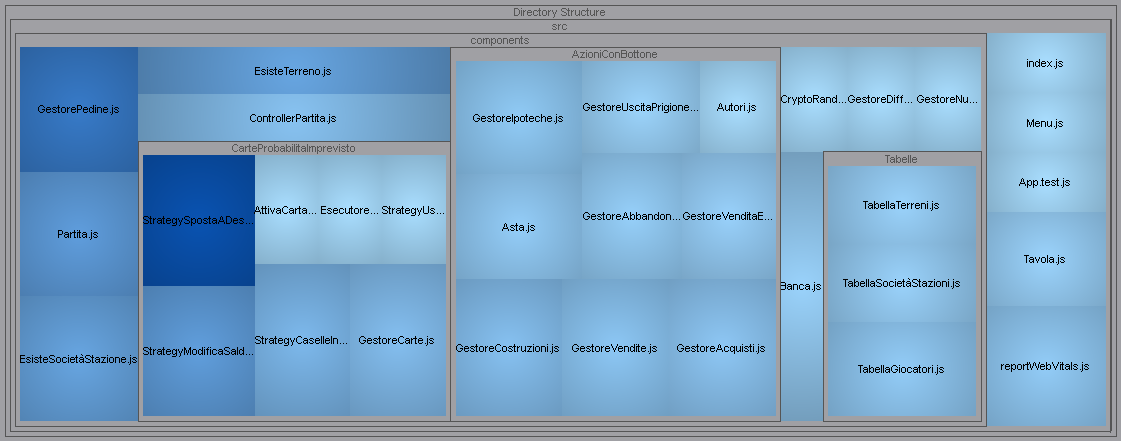 Directory Structure
src
components
GestorePedine.js
Partita.js
EsisteSocietàStazione.js
EsisteTerreno.js
ControllerPartita.js
CarteProbabilitaImprevisto
StrategySpostaADes...
StrategyModificaSald...
AttivaCarta...
Esecutore...
StrategyUs...
StrategyCaselleIn...
GestoreCarte.js
AzioniConBottone
GestoreIpoteche.js
Asta.js
GestoreUscitaPrigione...
Autori.js
GestoreAbbandon...
GestoreVenditaE...
GestoreCostruzioni.js
GestoreVendite.js
GestoreAcquisti.js
CryptoRand...
GestoreDiff...
GestoreNu...
Banca.js
Tabelle
TabellaTerreni.js
TabellaSocietàStazioni.js
TabellaGiocatori.js
index.js
Menu.js
App.test.js
Tavola.js
reportWebVitals.js